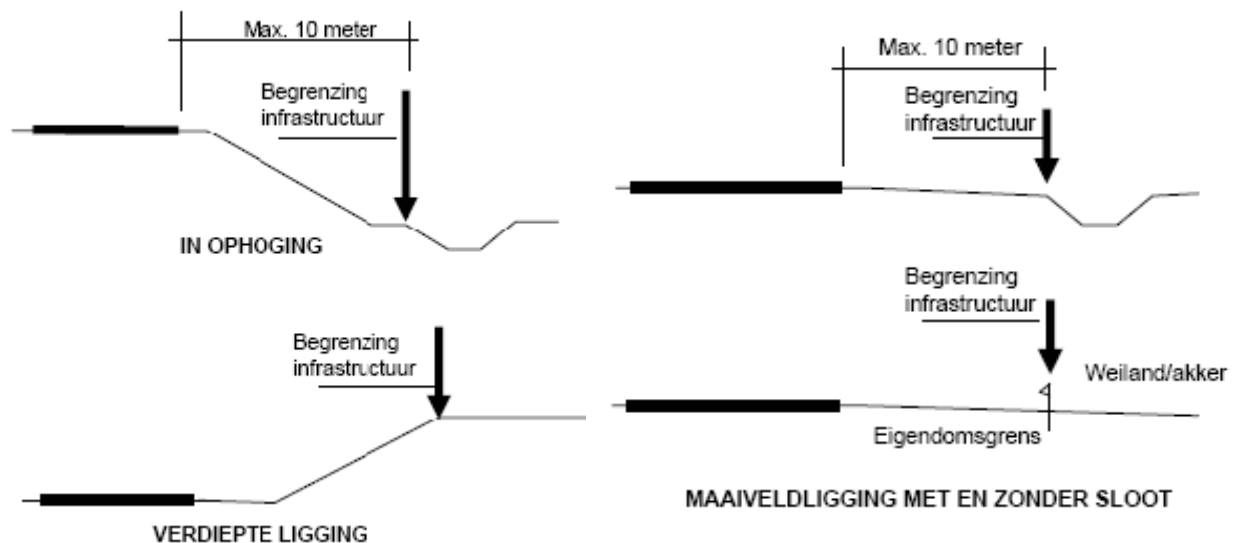 Max. 10 meter
Begrenzing
infrastructuur
IN OPHOGING
Begrenzing
infrastructuur
VERDIEPTE LIGGING
Max. 10 meter
Begrenzing
infrastructuur
Begrenzing
infrastructuur
Weiland/akker
Eigendomsgrens
MAAIVELDLIGGING MET EN ZONDER SLOOT